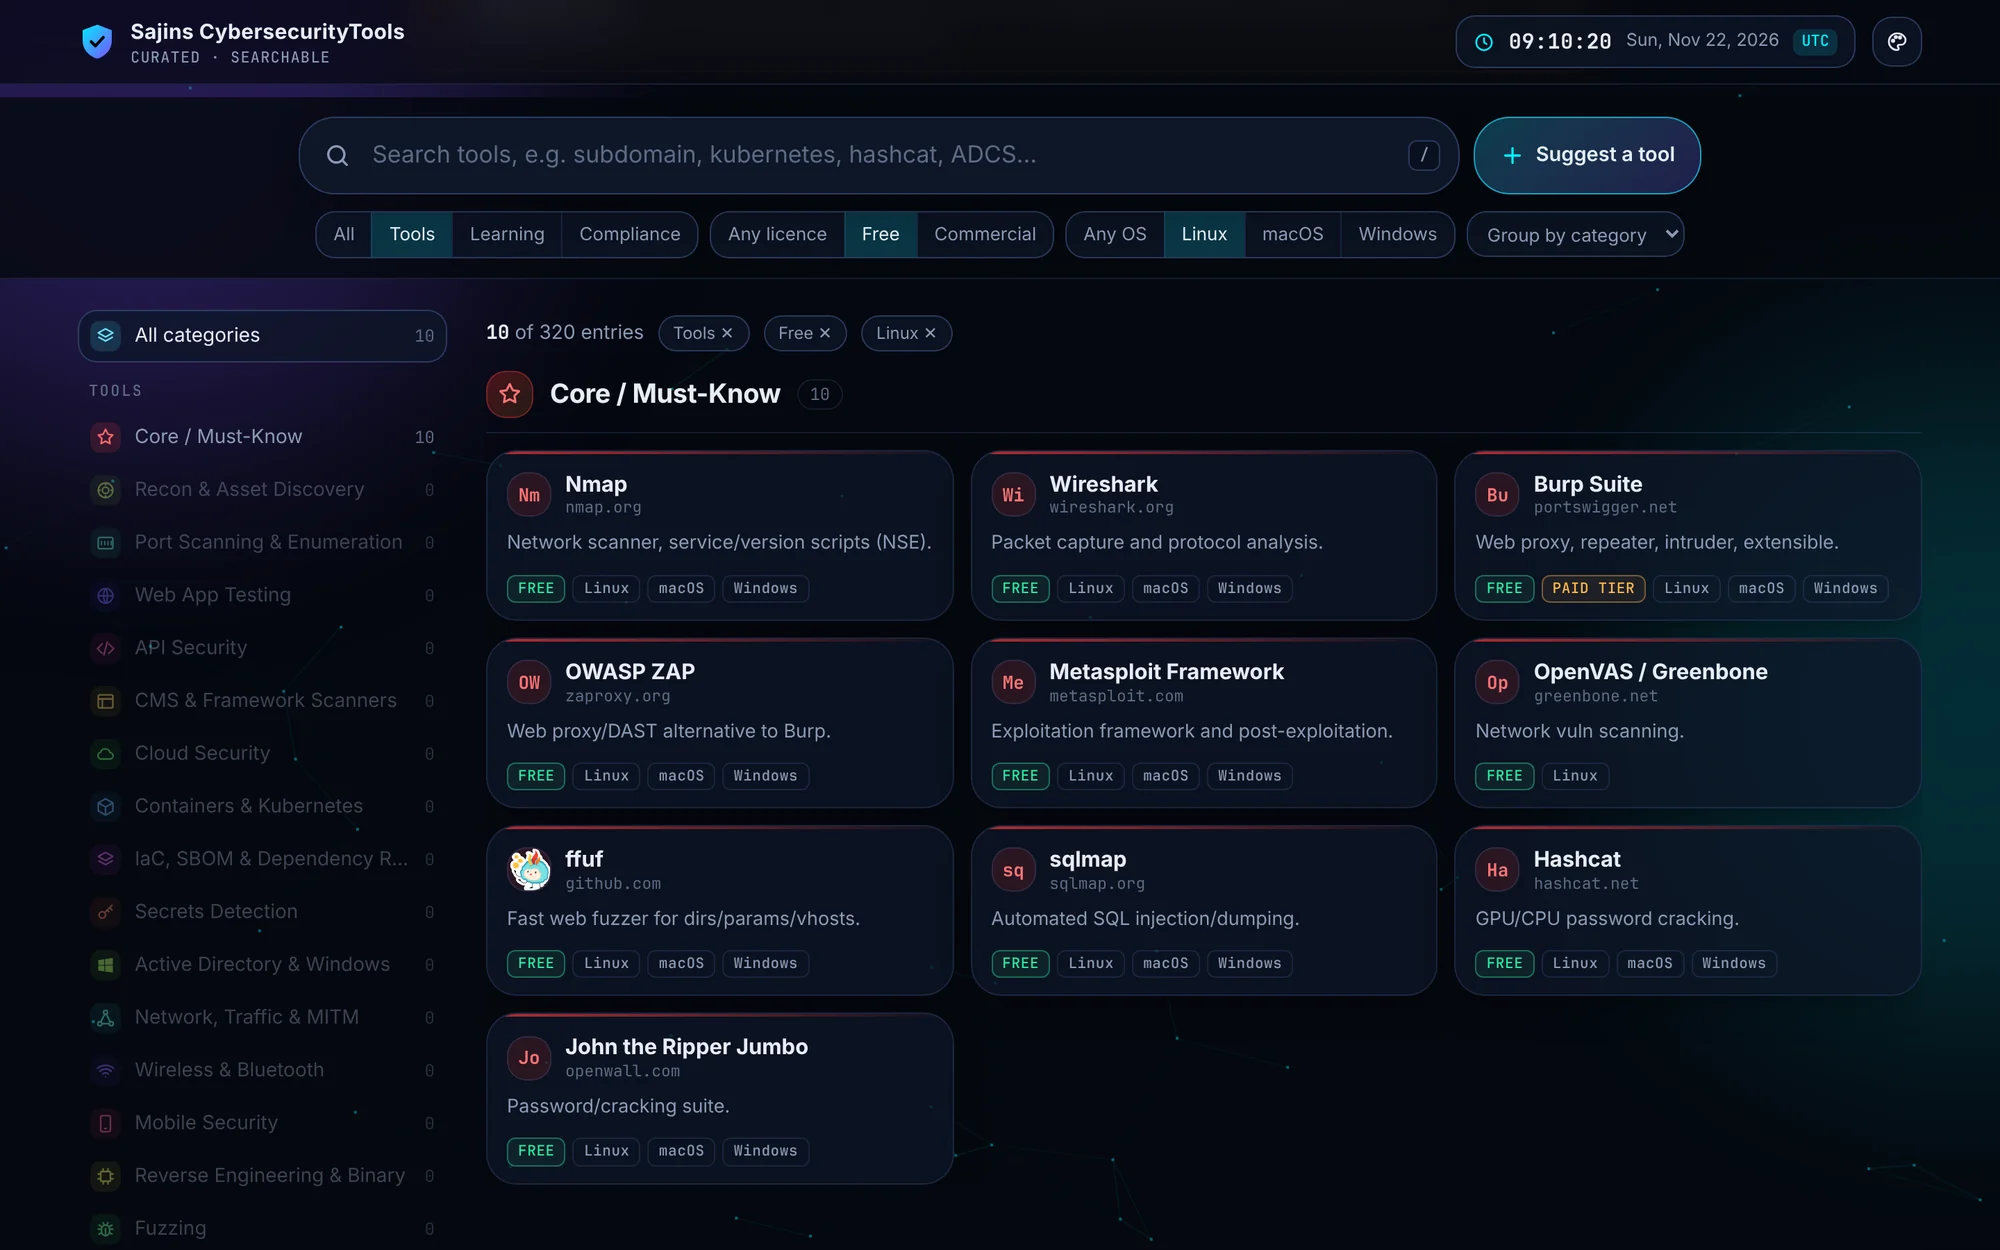 Sajins CybersecurityTools
CURATED · SEARCHABLE
09:10:20 Sun, Nov 22, 2026 UTC
Search tools, e.g. subdomain, kubernetes, hashcat, ADCS...
/
+ Suggest a tool
All Tools Learning Compliance
Any licence Free Commercial
Any OS Linux macOS Windows
Group by category
All categories 10
TOOLS
Core / Must-Know 10
Recon & Asset Discovery 0
Port Scanning & Enumeration 0
Web App Testing 0
API Security 0
CMS & Framework Scanners 0
Cloud Security 0
Containers & Kubernetes 0
IaC, SBOM & Dependency R... 0
Secrets Detection 0
Active Directory & Windows 0
Network, Traffic & MITM 0
Wireless & Bluetooth 0
Mobile Security 0
Reverse Engineering & Binary 0
Fuzzing 0
10 of 320 entries Tools ✕ Free ✕ Linux ✕
Core / Must-Know 10
Nm
Nmap
nmap.org
Network scanner, service/version scripts (NSE).
FREE Linux macOS Windows
Wi
Wireshark
wireshark.org
Packet capture and protocol analysis.
FREE Linux macOS Windows
Bu
Burp Suite
portswigger.net
Web proxy, repeater, intruder, extensible.
FREE PAID TIER Linux macOS Windows
OW
OWASP ZAP
zaproxy.org
Web proxy/DAST alternative to Burp.
FREE Linux macOS Windows
Me
Metasploit Framework
metasploit.com
Exploitation framework and post-exploitation.
FREE Linux macOS Windows
Op
OpenVAS / Greenbone
greenbone.net
Network vuln scanning.
FREE Linux
ffuf
github.com
Fast web fuzzer for dirs/params/vhosts.
FREE Linux macOS Windows
sq
sqlmap
sqlmap.org
Automated SQL injection/dumping.
FREE Linux macOS Windows
Ha
Hashcat
hashcat.net
GPU/CPU password cracking.
FREE Linux macOS Windows
Jo
John the Ripper Jumbo
openwall.com
Password/cracking suite.
FREE Linux macOS Windows